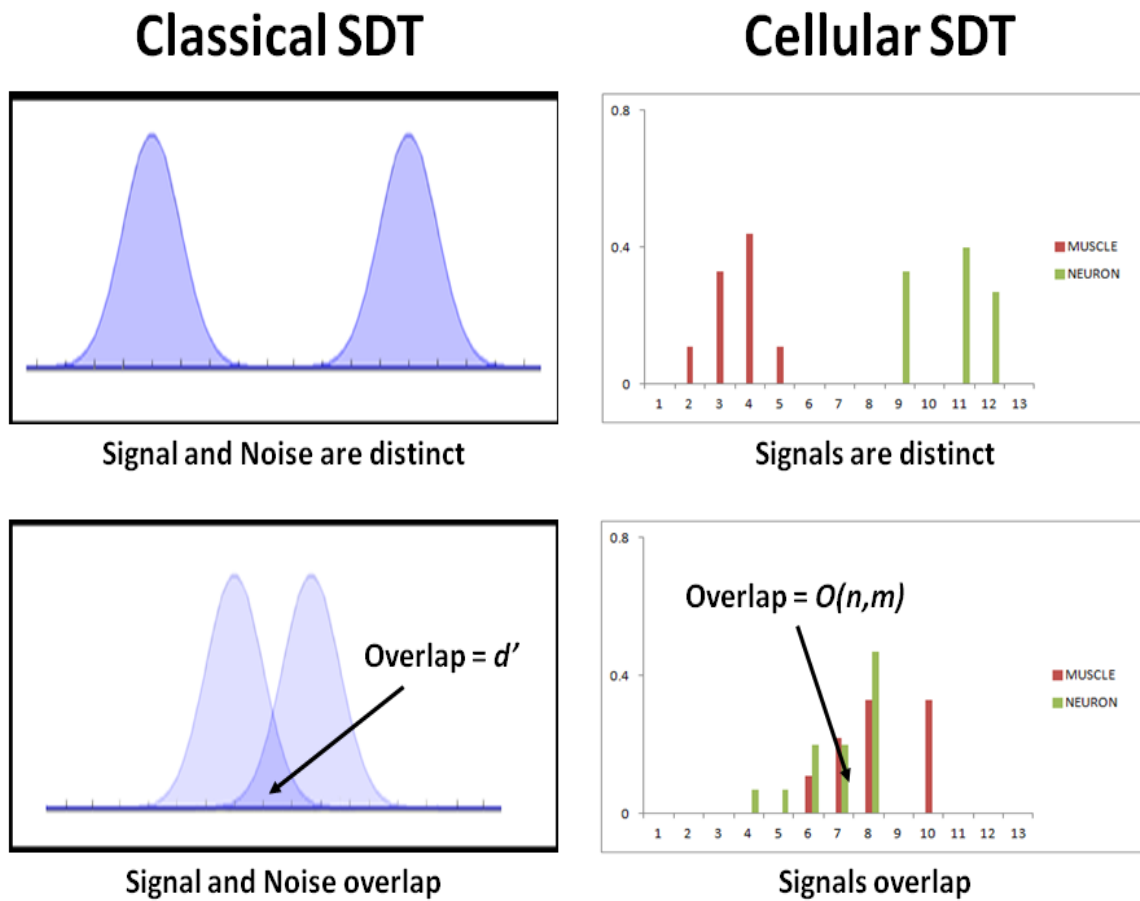 Classical SDT
Cellular SDT
0.8
0.4
0
1 2 3 4 5 6 7 8 9 10 11 12 13
MUSCLE
NEURON
Signal and Noise are distinct
Signals are distinct
Overlap = d’
0.8
0.4
0
Overlap = O(n,m)
1 2 3 4 5 6 7 8 9 10 11 12 13
MUSCLE
NEURON
Signal and Noise overlap
Signals overlap